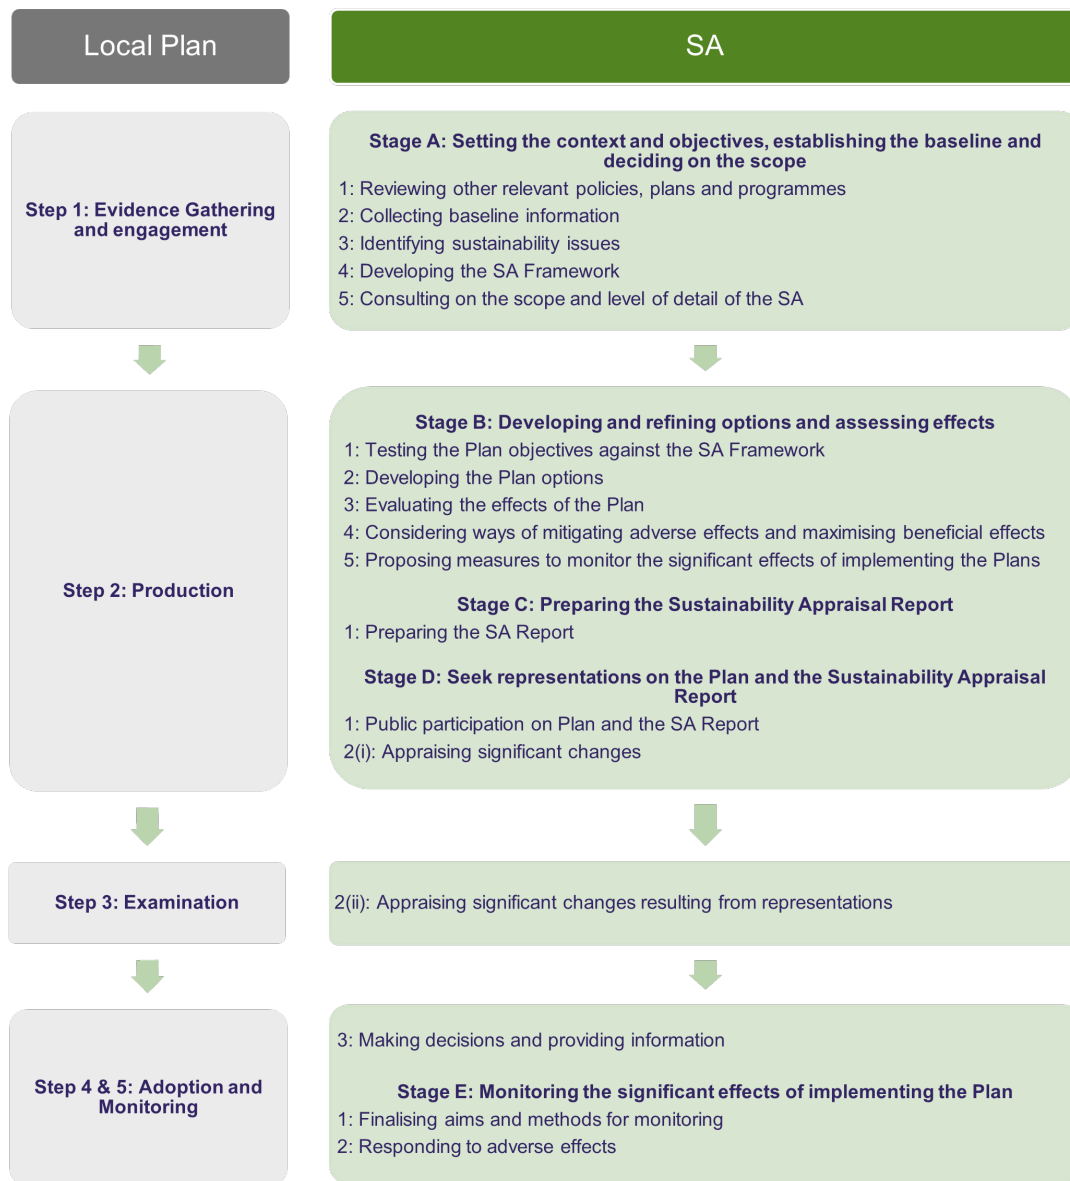 Local Plan
SA
Step 1: Evidence Gathering
and engagement
Stage A: Setting the context and objectives, establishing the baseline and
deciding on the scope
1: Reviewing other relevant policies, plans and programmes
2: Collecting baseline information
3: Identifying sustainability issues
4: Developing the SA Framework
5: Consulting on the scope and level of detail of the SA
Step 2: Production
Stage B: Developing and refining options and assessing effects
1: Testing the Plan objectives against the SA Framework
2: Developing the Plan options
3: Evaluating the effects of the Plan
4: Considering ways of mitigating adverse effects and maximising beneficial effects
5: Proposing measures to monitor the significant effects of implementing the Plans
Stage C: Preparing the Sustainability Appraisal Report
1: Preparing the SA Report
Stage D: Seek representations on the Plan and the Sustainability Appraisal
Report
1: Public participation on Plan and the SA Report
2(i): Appraising significant changes
Step 3: Examination
2(ii): Appraising significant changes resulting from representations
Step 4 & 5: Adoption and
Monitoring
3: Making decisions and providing information
Stage E: Monitoring the significant effects of implementing the Plan
1: Finalising aims and methods for monitoring
2: Responding to adverse effects